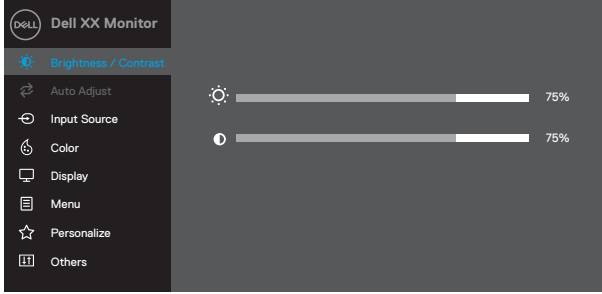 DELL
Dell XX Monitor
Brightness / Contrast
Auto Adjust
Input Source
Color
Display
Menu
Personalize
Others
75%
75%